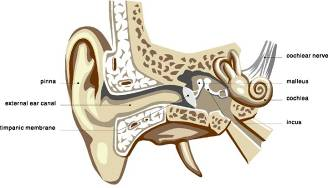 pinna
external ear canal
timpanic membrane
cochlear nerve
malleus
cochlea
incus